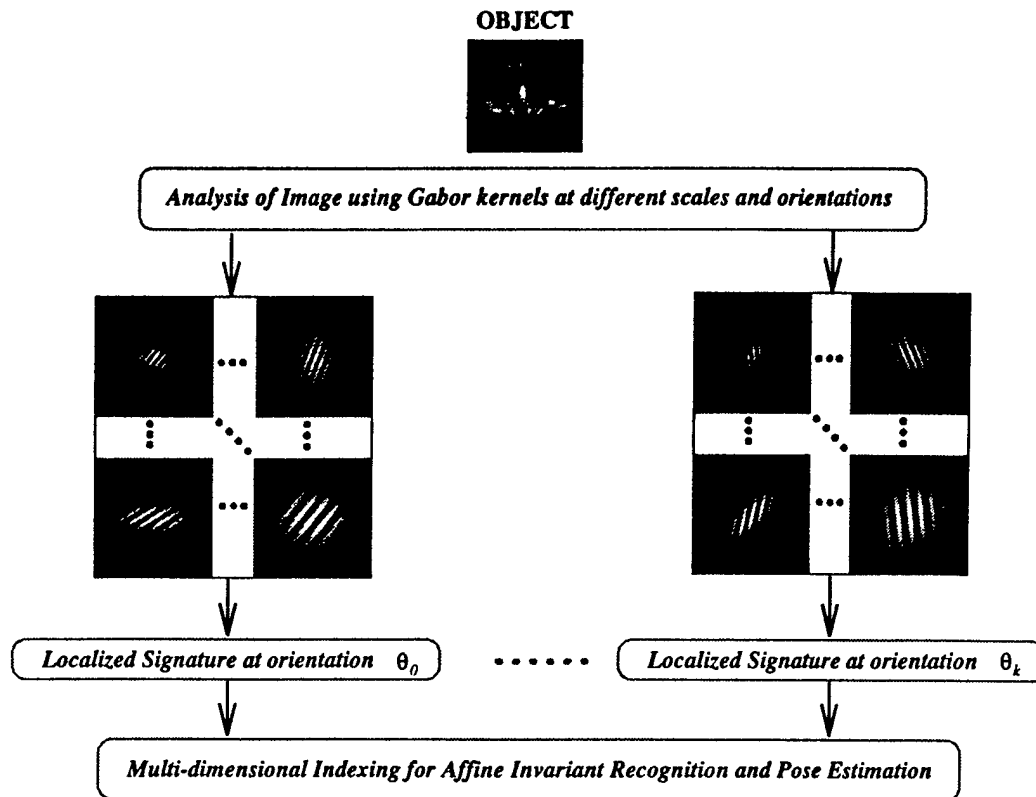 OBJECT
Analysis of Image using Gabor kernels at different scales and orientations
Localized Signature at orientation θ₀
Localized Signature at orientation θₖ
Multi-dimensional Indexing for Affine Invariant Recognition and Pose Estimation